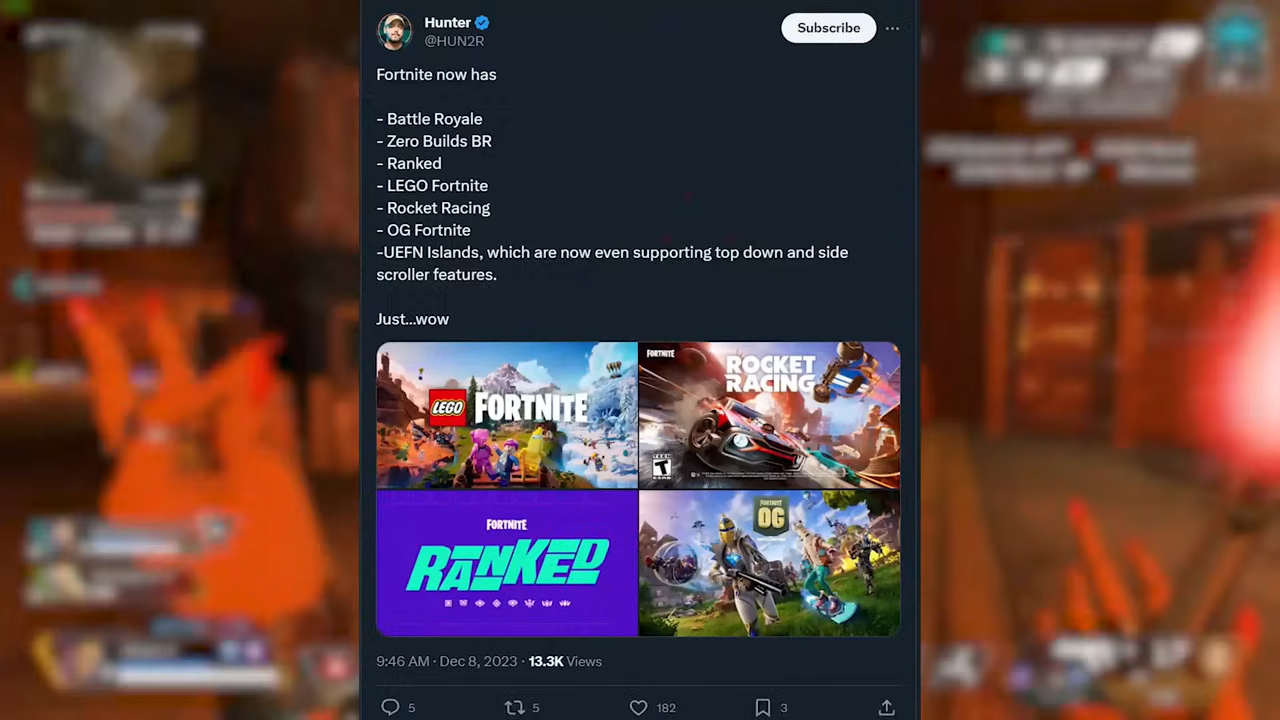 Hunter
@HUN2R
Subscribe
Fortnite now has
- Battle Royale
- Zero Builds BR
- Ranked
- LEGO Fortnite
- Rocket Racing
- OG Fortnite
-UEFN Islands, which are now even supporting top down and side
scroller features.
Just...wow
LEGO FORTNITE
FORTNITE
ROCKET
RACING
TEEN
T
ESRB
FORTNITE
RANKED
FORTNITE
OG
9:46 AM · Dec 8, 2023 · 13.3K Views
5
5
182
3